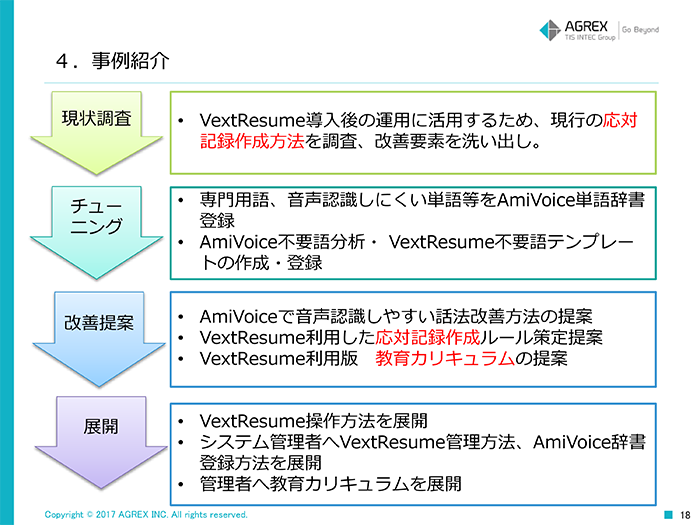 AGREX
TIS INTEC Group
Go Beyond
４．事例紹介
現状調査
• VextResume導入後の運用に活用するため、現行の応対
記録作成方法を調査、改善要素を洗い出し。
チュー
ニング
• 専門用語、音声認識しにくい単語等をAmiVoice単語辞書
登録
• AmiVoice不要語分析・ VextResume不要語テンプレー
トの作成・登録
改善提案
• AmiVoiceで音声認識しやすい話法改善方法の提案
• VextResume利用した応対記録作成ルール策定提案
• VextResume利用版　教育カリキュラムの提案
展開
• VextResume操作方法を展開
• システム管理者へVextResume管理方法、AmiVoice辞書
登録方法を展開
• 管理者へ教育カリキュラムを展開
Copyright © 2017 AGREX INC. All rights reserved.
18